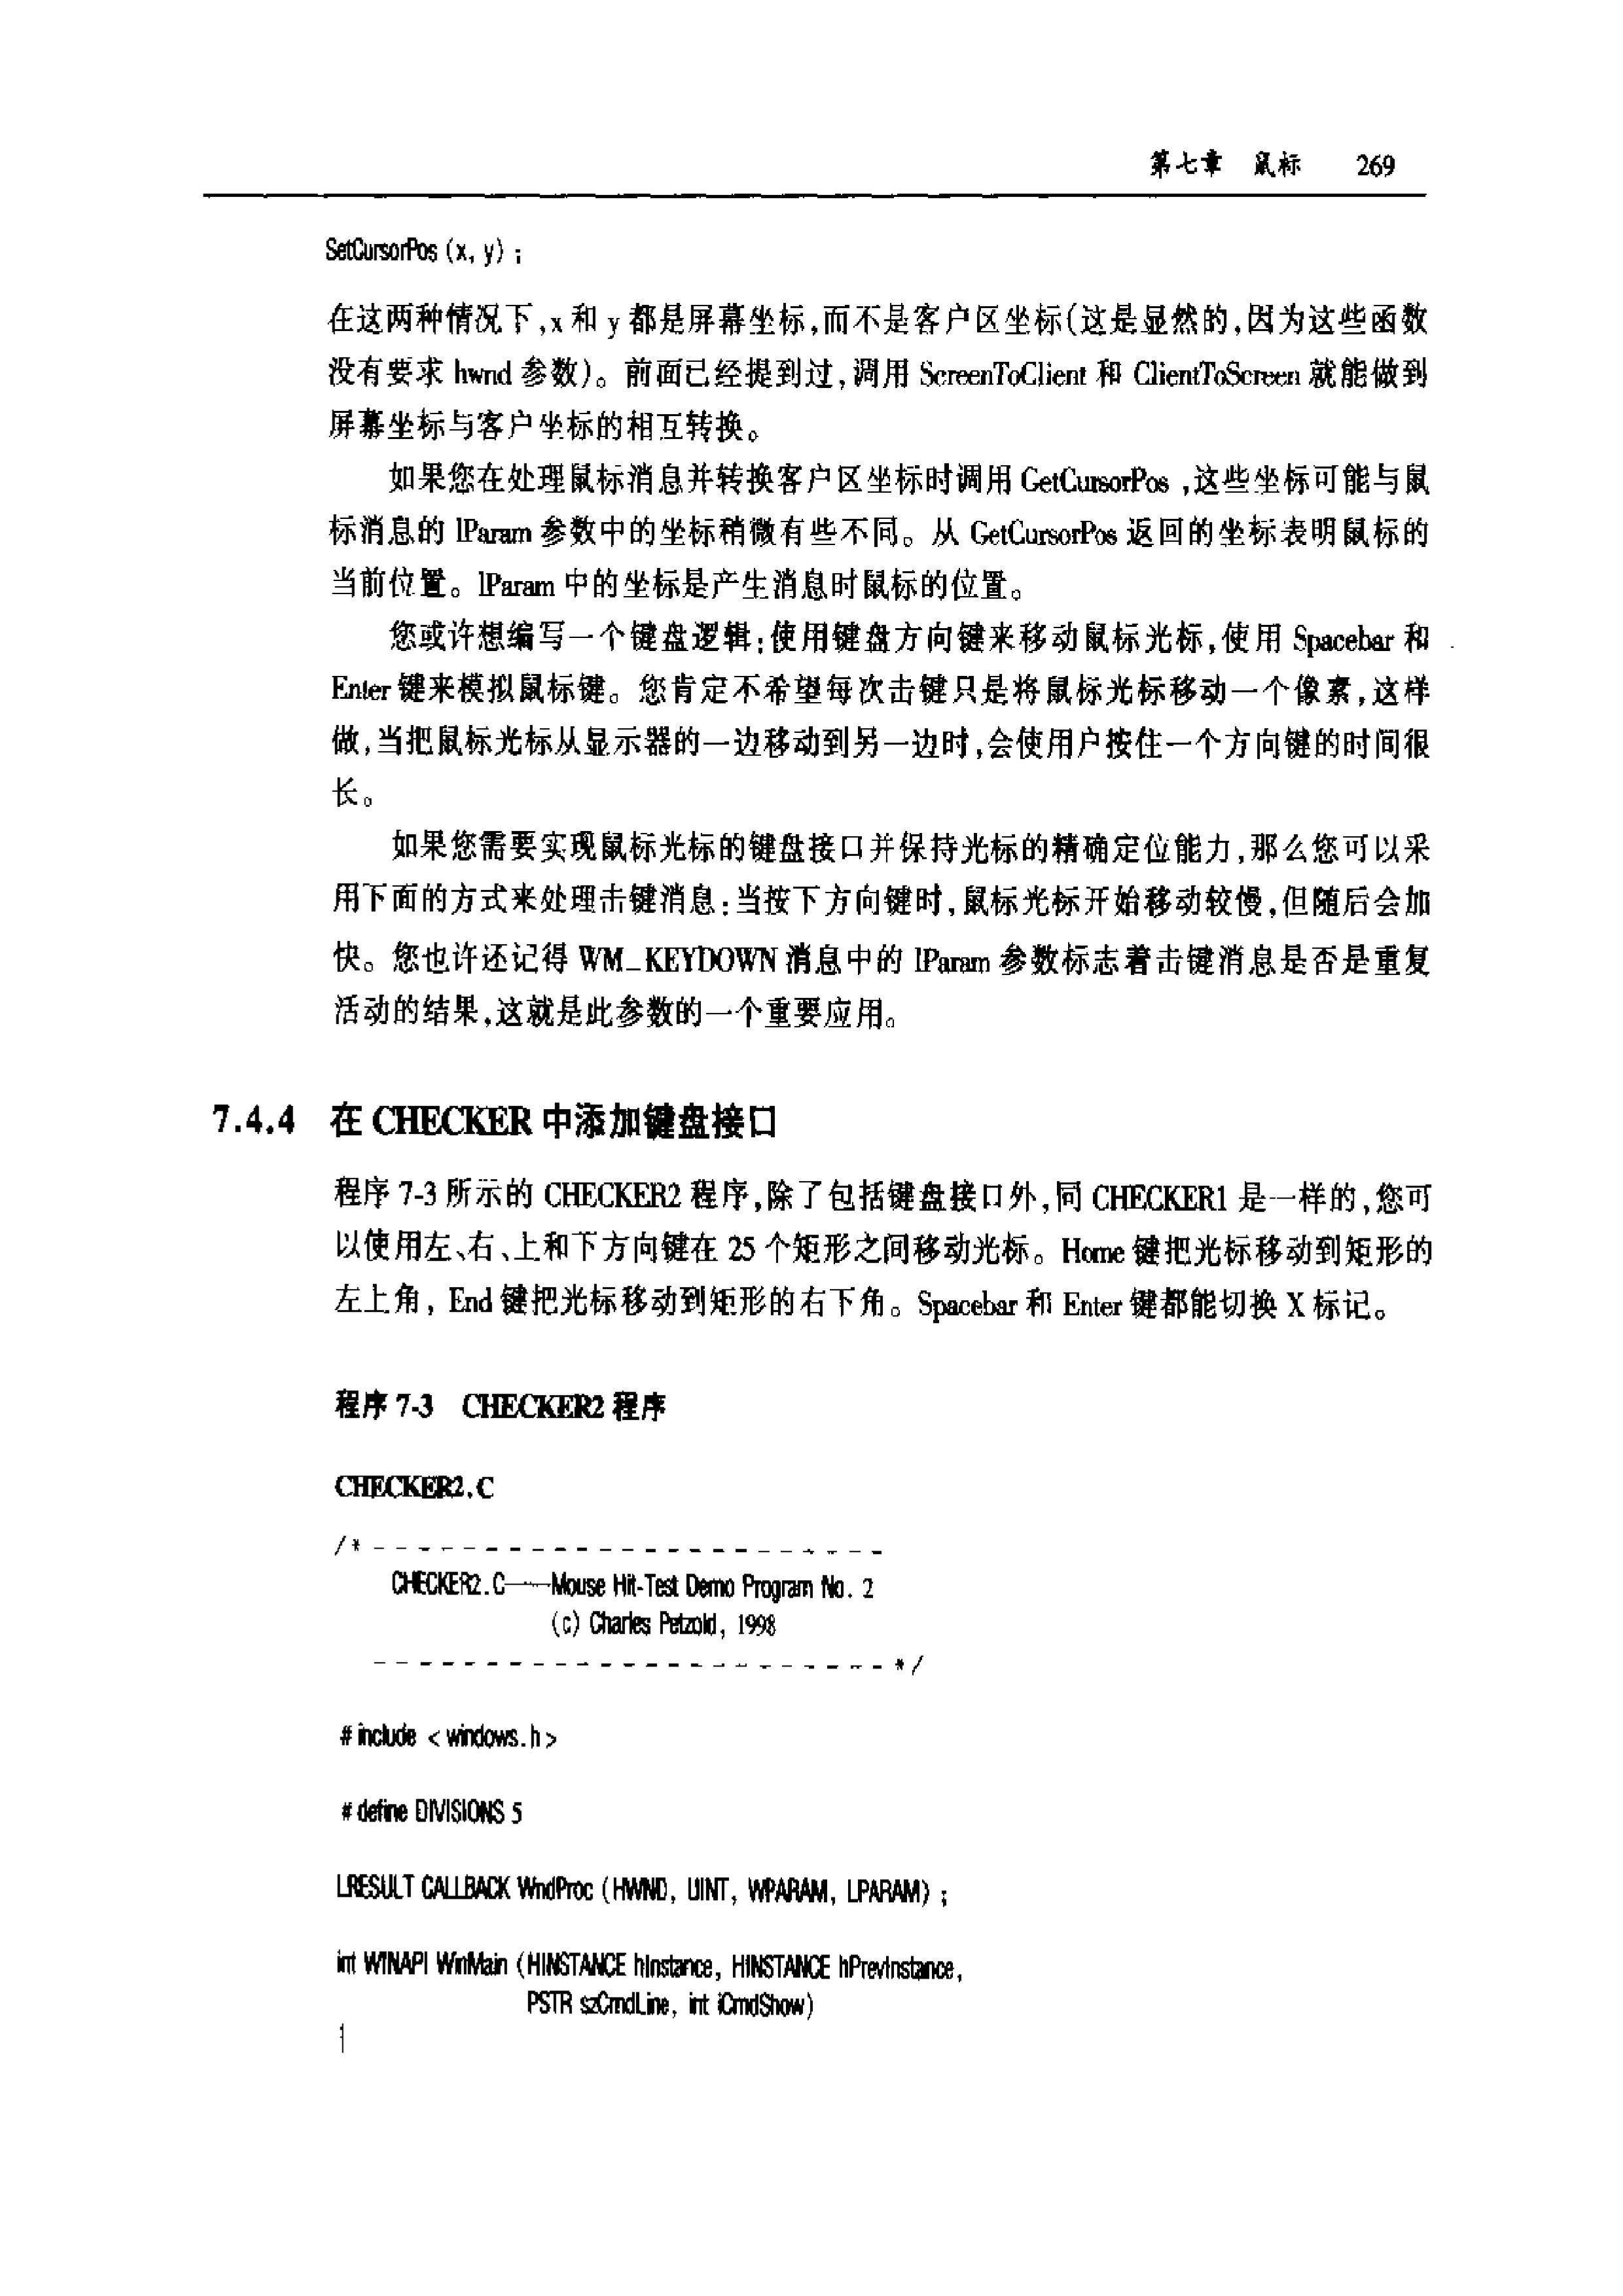 第七章 鼠标 269
SetCursorPos (x, y) ;
在这两种情况下,x 和 y 都是屏幕坐标,而不是客户区坐标(这是显然的,因为这些函数
没有要求 hwnd 参数)。前面已经提到过,调用 ScreenToClient 和 ClientToScreen 就能做到
屏幕坐标与客户坐标的相互转换。
如果您在处理鼠标消息并转换客户区坐标时调用 GetCursorPos ,这些坐标可能与鼠
标消息的 lParam 参数中的坐标稍微有些不同。从 GetCursorPos 返回的坐标表明鼠标的
当前位置。lParam 中的坐标是产生消息时鼠标的位置。
您或许想编写一个键盘逻辑:使用键盘方向键来移动鼠标光标,使用 Spacebar 和
Enter 键来模拟鼠标键。您肯定不希望每次击键只是将鼠标光标移动一个像素,这样
做,当把鼠标光标从显示器的一边移动到另一边时,会使用户按住一个方向键的时间很
长。
如果您需要实现鼠标光标的键盘接口并保持光标的精确定位能力,那么您可以采
用下面的方式来处理击键消息:当按下方向键时,鼠标光标开始移动较慢,但随后会加
快。您也许还记得 WM_KEYDOWN 消息中的 lParam 参数标志着击键消息是否是重复
活动的结果,这就是此参数的一个重要应用。
7.4.4 在 CHECKER 中添加键盘接口
程序 7-3 所示的 CHECKER2 程序,除了包括键盘接口外,同 CHECKER1 是一样的,您可
以使用左、右、上和下方向键在 25 个矩形之间移动光标。Home 键把光标移动到矩形的
左上角, End 键把光标移动到矩形的右下角。Spacebar 和 Enter 键都能切换 X 标记。
程序 7-3 CHECKER2 程序
CHECKER2.C
/* - - - - - - - - - - - - - - - - - - - - - - -
CHECKER2.C——Mouse Hit-Test Demo Program No. 2
(c) Charles Petzold, 1998
- - - - - - - - - - - - - - - - - - - - - - - */
# include < windows.h >
# define DIVISIONS 5
LRESULT CALLBACK WndProc (HWND, UINT, WPARAM, LPARAM) ;
int WINAPI WinMain (HINSTANCE hInstance, HINSTANCE hPrevInstance,
PSTR szCmdLine, int iCmdShow)
{